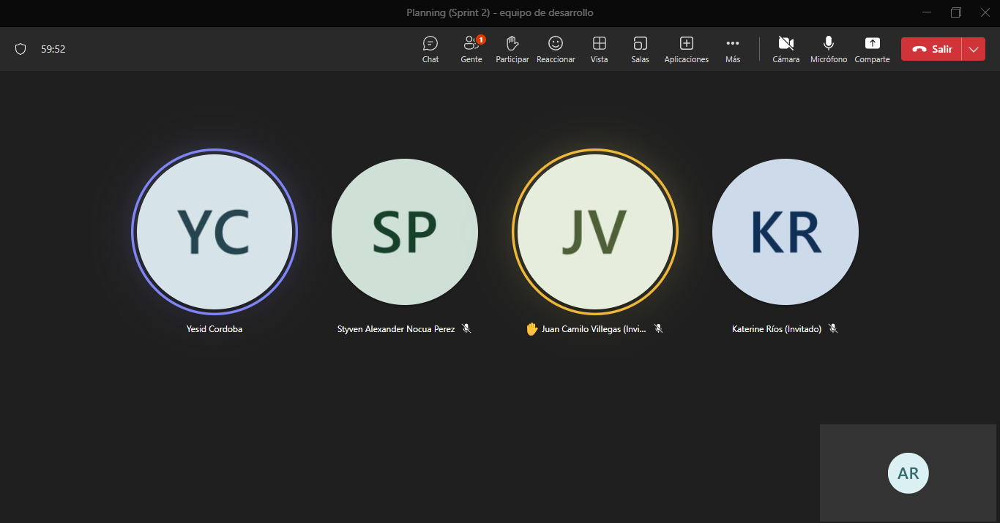 Planning (Sprint 2) - equipo de desarrollo
59:52
Chat
1
Gente
Participar
Reaccionar
Vista
Salas
Aplicaciones
Más
Cámara
Micrófono
Comparte
Salir
YC
SP
JV
KR
Yesid Cordoba
Styven Alexander Nocua Perez
Juan Camilo Villegas (Invi...
Katerine Ríos (Invitado)
AR